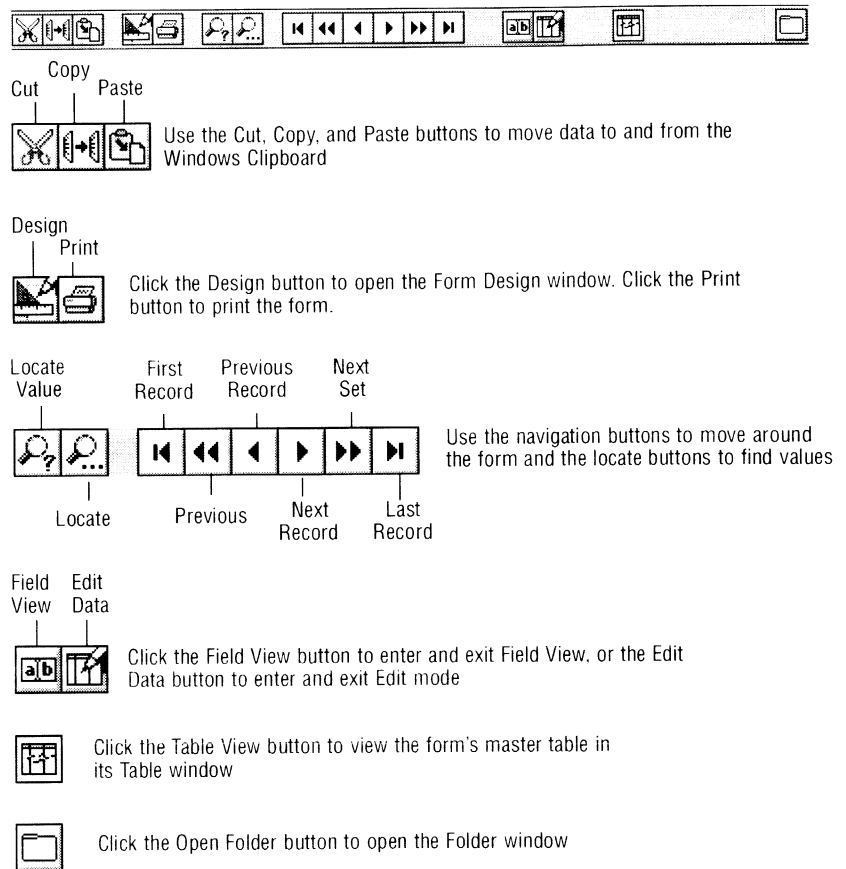 Copy
Cut Paste
Use the Cut, Copy, and Paste buttons to move data to and from the
Windows Clipboard
Design
Print
Click the Design button to open the Form Design window. Click the Print
button to print the form.
Locate First Previous Next
Value Record Record Set
?
...
Use the navigation buttons to move around
the form and the locate buttons to find values
Locate Previous Next Last
Record Record
Field Edit
View Data
a b
Click the Field View button to enter and exit Field View, or the Edit
Data button to enter and exit Edit mode
Click the Table View button to view the form's master table in
its Table window
Click the Open Folder button to open the Folder window